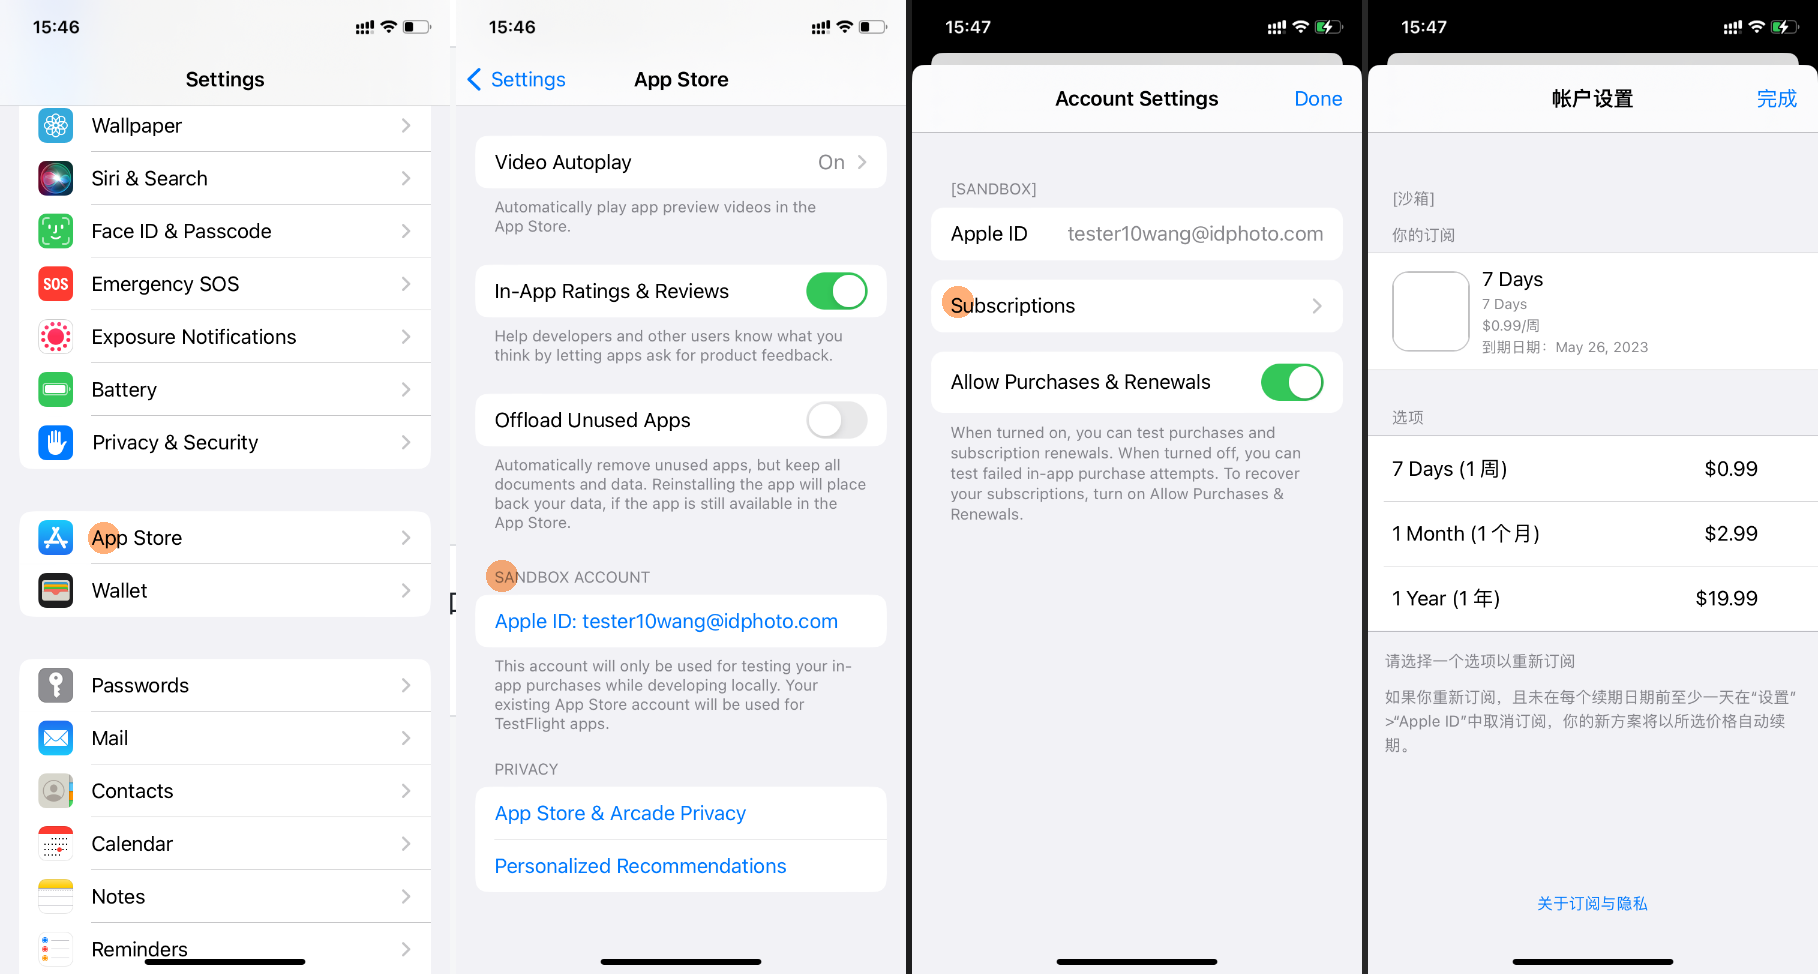 15:46
Settings
Wallpaper
Siri & Search
Face ID & Passcode
SOS
Emergency SOS
Exposure Notifications
Battery
Privacy & Security
App Store
Wallet
Passwords
Mail
Contacts
Calendar
Notes
Reminders
15:46
Settings
App Store
Video Autoplay
On
Automatically play app preview videos in the
App Store.
In-App Ratings & Reviews
Help developers and other users know what you
think by letting apps ask for product feedback.
Offload Unused Apps
Automatically remove unused apps, but keep all
documents and data. Reinstalling the app will place
back your data, if the app is still available in the
App Store.
SANDBOX ACCOUNT
Apple ID: tester10wang@idphoto.com
This account will only be used for testing your in-
app purchases while developing locally. Your
existing App Store account will be used for
TestFlight apps.
PRIVACY
App Store & Arcade Privacy
Personalized Recommendations
15:47
Account Settings
Done
[SANDBOX]
Apple ID
tester10wang@idphoto.com
Subscriptions
Allow Purchases & Renewals
When turned on, you can test purchases and
subscription renewals. When turned off, you can
test failed in-app purchase attempts. To recover
your subscriptions, turn on Allow Purchases &
Renewals.
15:47
帐户设置
完成
[沙箱]
你的订阅
7 Days
7 Days
$0.99/周
到期日期：May 26, 2023
选项
7 Days (1 周)
$0.99
1 Month (1 个月)
$2.99
1 Year (1 年)
$19.99
请选择一个选项以重新订阅
如果你重新订阅，且未在每个续期日期前至少一天在“设置”
>“Apple ID”中取消订阅，你的新方案将以所选价格自动续
期。
关于订阅与隐私